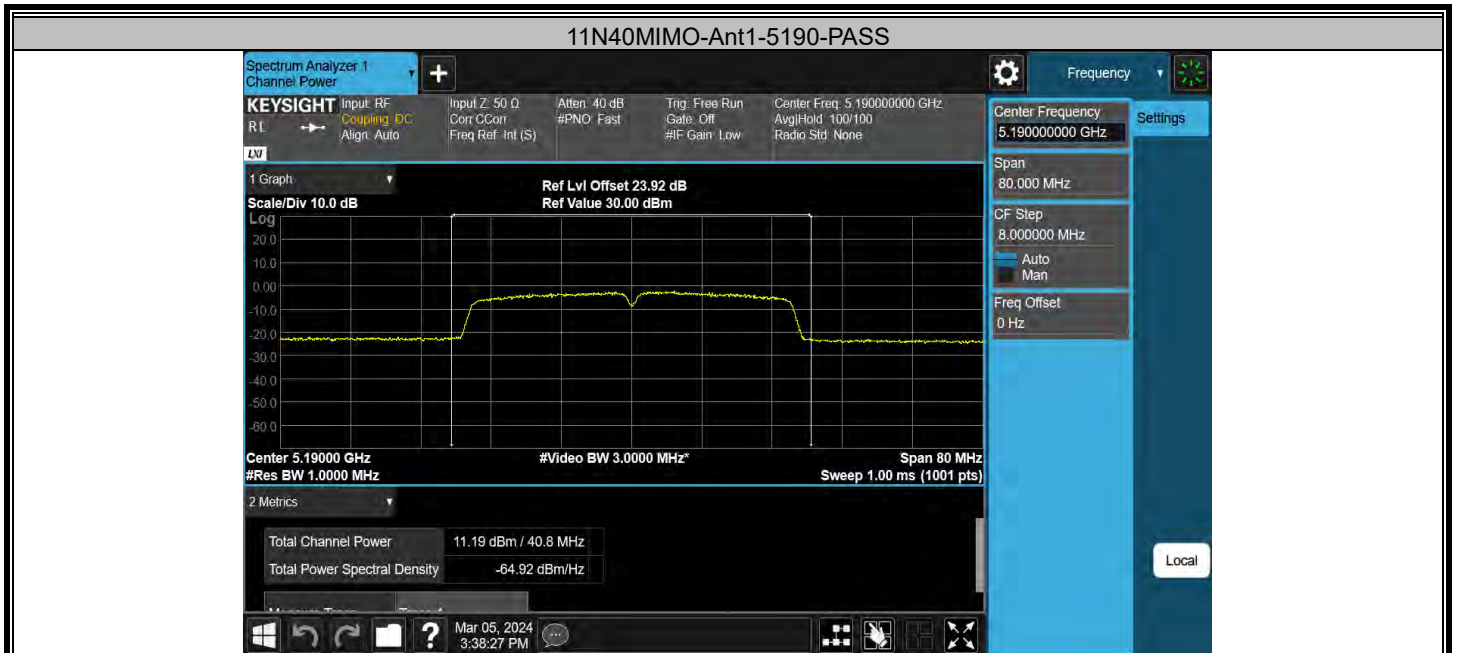 11N40MIMO-Ant1-5190-PASS
Spectrum Analyzer 1
Channel Power
+
Frequency
KEYSIGHT
RL
LXI
Input: RF
Coupling: DC
Align: Auto
Input Z: 50 Ω
Corr CCorr
Freq Ref: Int (S)
Atten: 40 dB
#PNO: Fast
Trig: Free Run
Gate: Off
#IF Gain: Low
Center Freq: 5.190000000 GHz
Avg|Hold: 100/100
Radio Std: None
Center Frequency
5.190000000 GHz
Settings
Span
80.000 MHz
CF Step
8.000000 MHz
Auto
Man
Freq Offset
0 Hz
Local
1 Graph
Scale/Div 10.0 dB
Ref Lvl Offset 23.92 dB
Ref Value 30.00 dBm
Log
20.0
10.0
0.00
-10.0
-20.0
-30.0
-40.0
-50.0
-60.0
Center 5.19000 GHz
#Video BW 3.0000 MHz*
Span 80 MHz
#Res BW 1.0000 MHz
Sweep 1.00 ms (1001 pts)
2 Metrics
Total Channel Power 11.19 dBm / 40.8 MHz
Total Power Spectral Density -64.92 dBm/Hz
?
Mar 05, 2024
3:38:27 PM